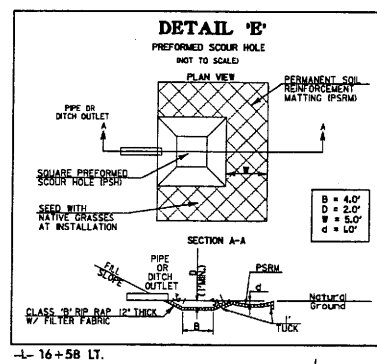 DETAIL 'E'
PREFORMED SCOUR HOLE
(NOT TO SCALE)
PLAN VIEW
PERMANENT SOIL
REINFORCEMENT
MATTING (PSRM)
PIPE OR
DITCH OUTLET
A
A
W
SQUARE PREFORMED
SCOUR HOLE (PSH)
SEED WITH
NATIVE GRASSES
AT INSTALLATION
B = 4.0'
D = 2.0'
W = 5.0'
d = 1.0'
SECTION A-A
PIPE OR
DITCH OUTLET
FILL
SLOPE
D
(1'MIN.)
PSRM
d
Natural
Ground
CLASS 'B' RIP RAP 12" THICK
W/ FILTER FABRIC
B
1'
TUCK
-L- 16+58 LT.